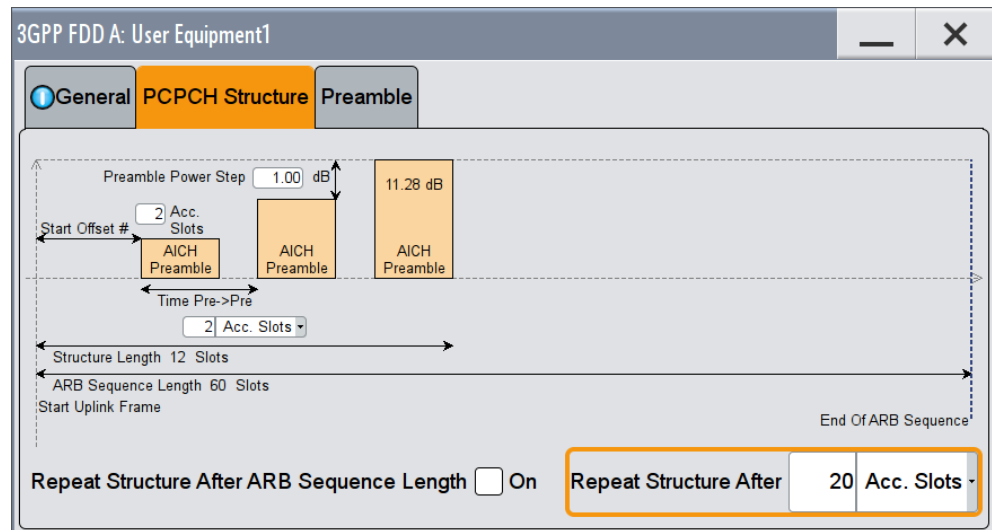 3GPP FDD A: User Equipment1
General PCPCH Structure Preamble
Preamble Power Step 1.00 dB
11.28 dB
2 Acc. Slots
Start Offset #
AICH Preamble
AICH Preamble
AICH Preamble
Time Pre->Pre
2 Acc. Slots
Structure Length 12 Slots
ARB Sequence Length 60 Slots
Start Uplink Frame
End Of ARB Sequence
Repeat Structure After ARB Sequence Length On
Repeat Structure After 20 Acc. Slots